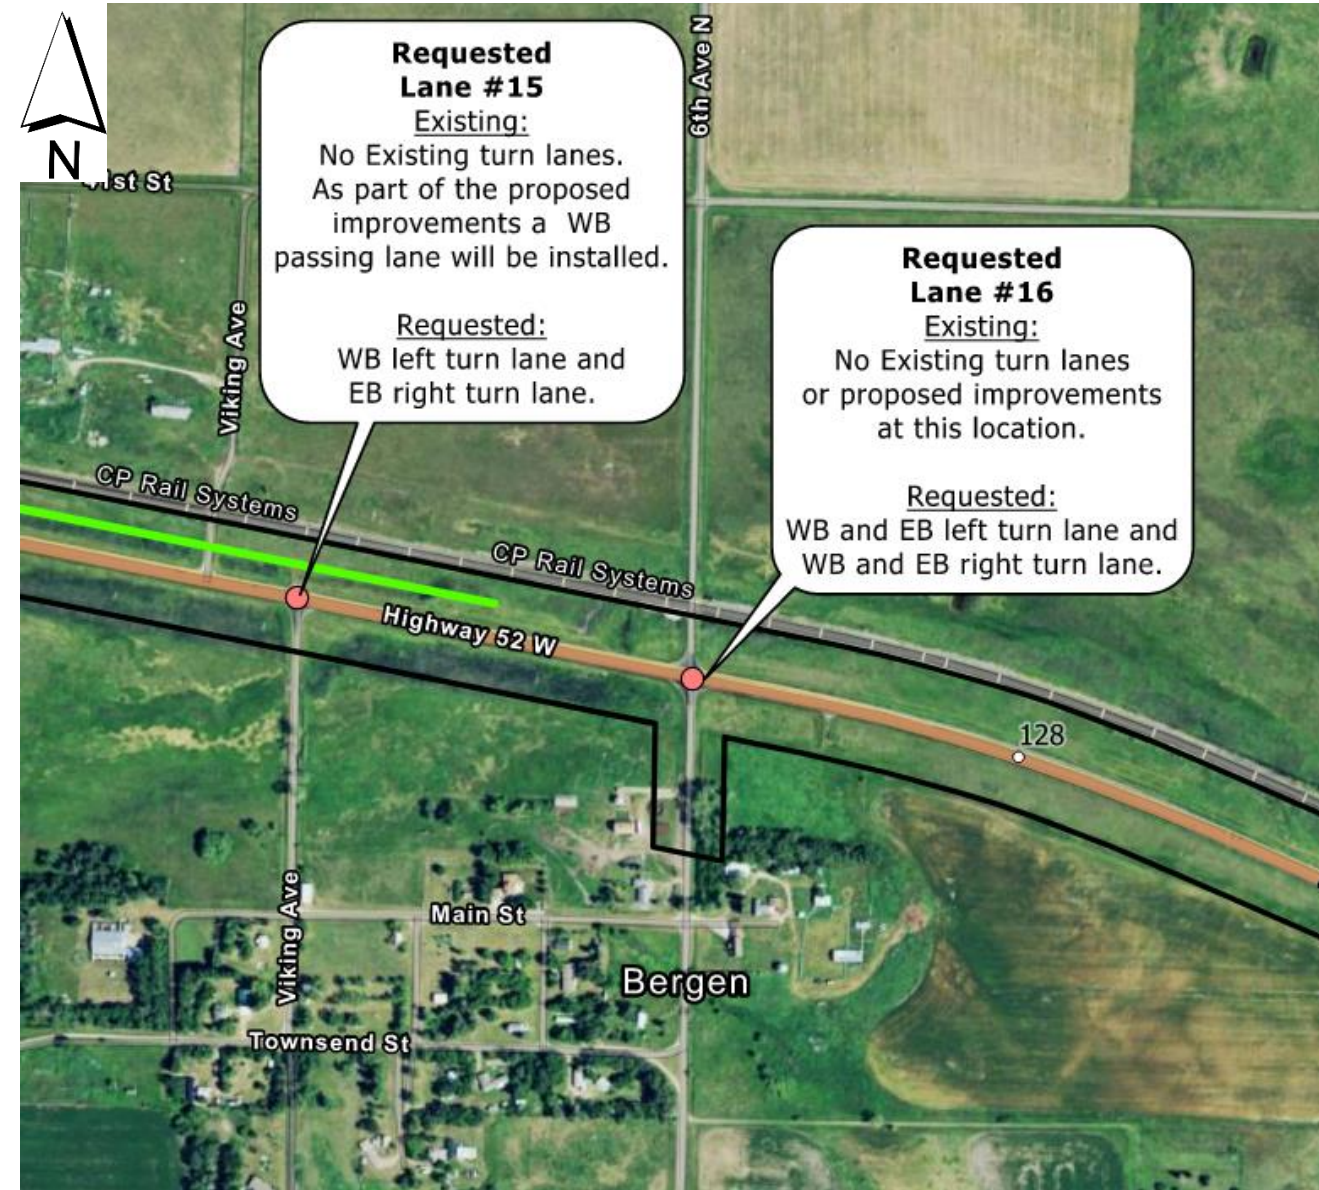 N
6th Ave N
Requested
Lane #15
Existing:
No Existing turn lanes.
As part of the proposed
improvements a WB
passing lane will be installed.
Requested:
WB left turn lane and
EB right turn lane.
Requested
Lane #16
Existing:
No Existing turn lanes
or proposed improvements
at this location.
Requested:
WB and EB left turn lane and
WB and EB right turn lane.
St
Viking Ave
CP Rail Systems
CP Rail Systems
Highway 52 W
128
Viking Ave
Main St
Bergen
Townsend St